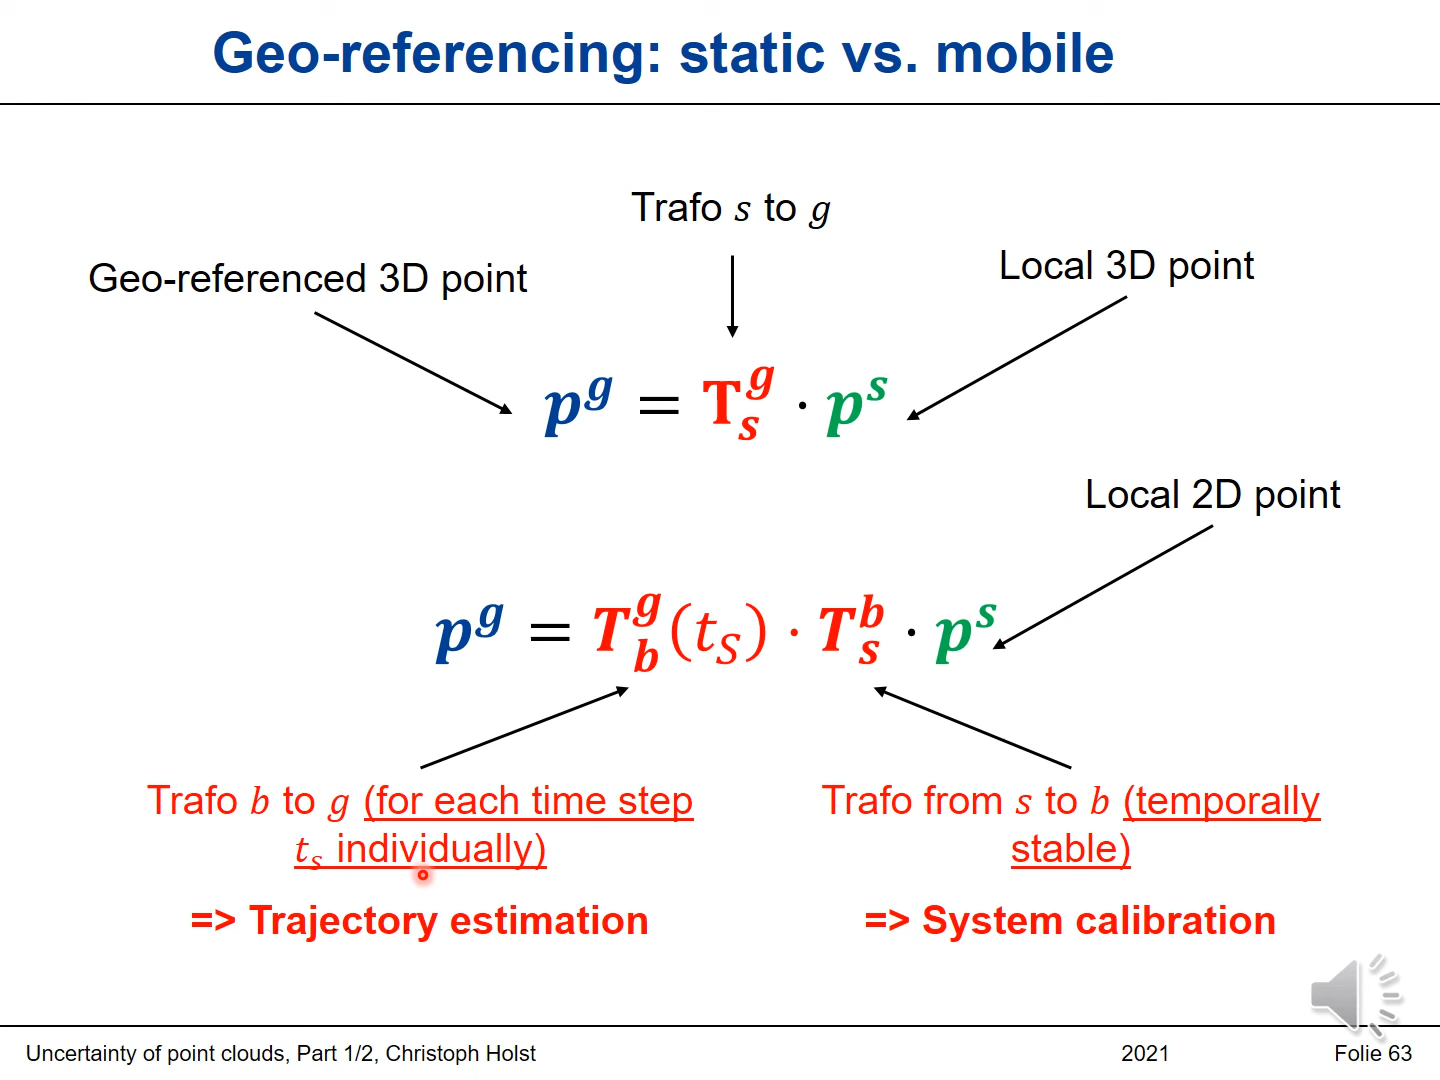 Geo-referencing: static vs. mobile
Trafo s to g
Geo-referenced 3D point
Local 3D point
p^g = T_s^g · p^s
Local 2D point
p^g = T_b^g(t_S) · T_s^b · p^s
Trafo b to g (for each time step
t_s individually)
=> Trajectory estimation
Trafo from s to b (temporally
stable)
=> System calibration
Uncertainty of point clouds, Part 1/2, Christoph Holst
2021
Folie 63